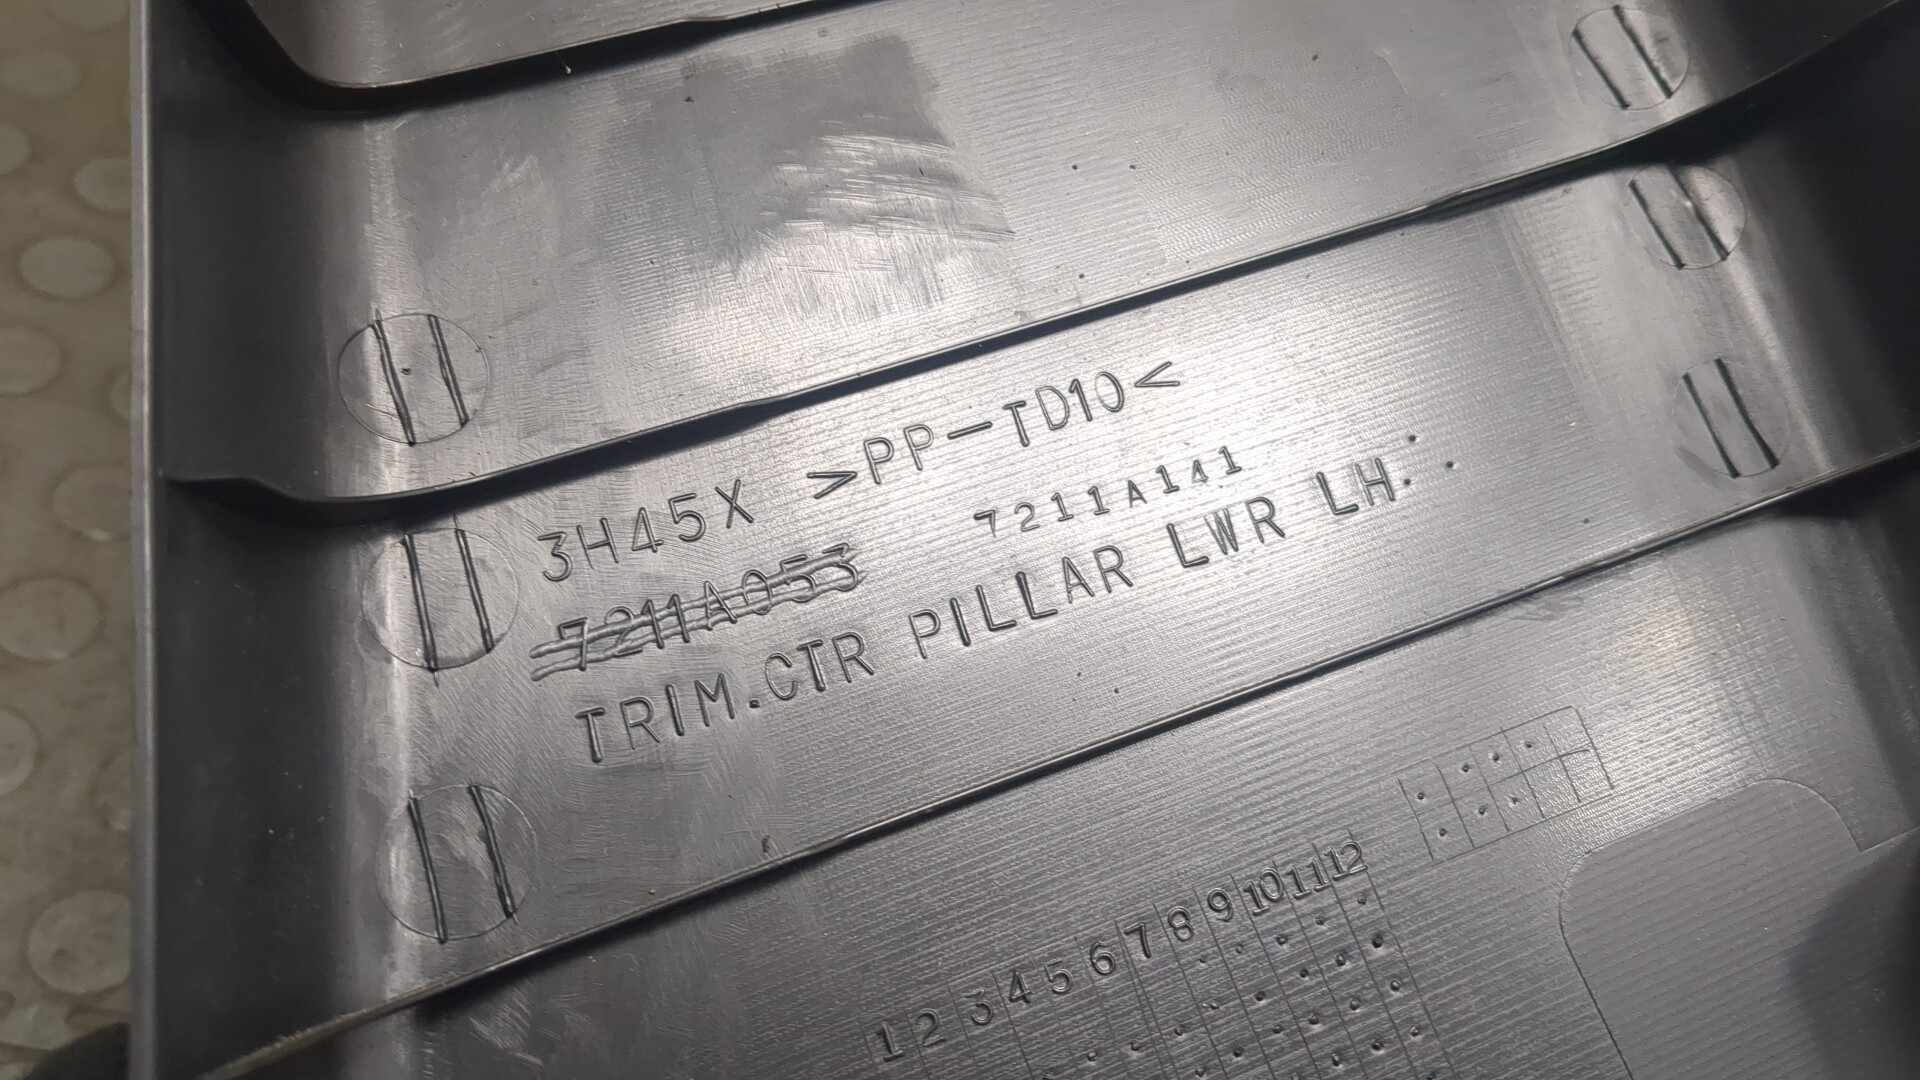 3H45X >PP-TD10<
7211A053 7211A141
TRIM.CTR PILLAR LWR LH.
1 2 3 4 5 6 7 8 9 10 11 12